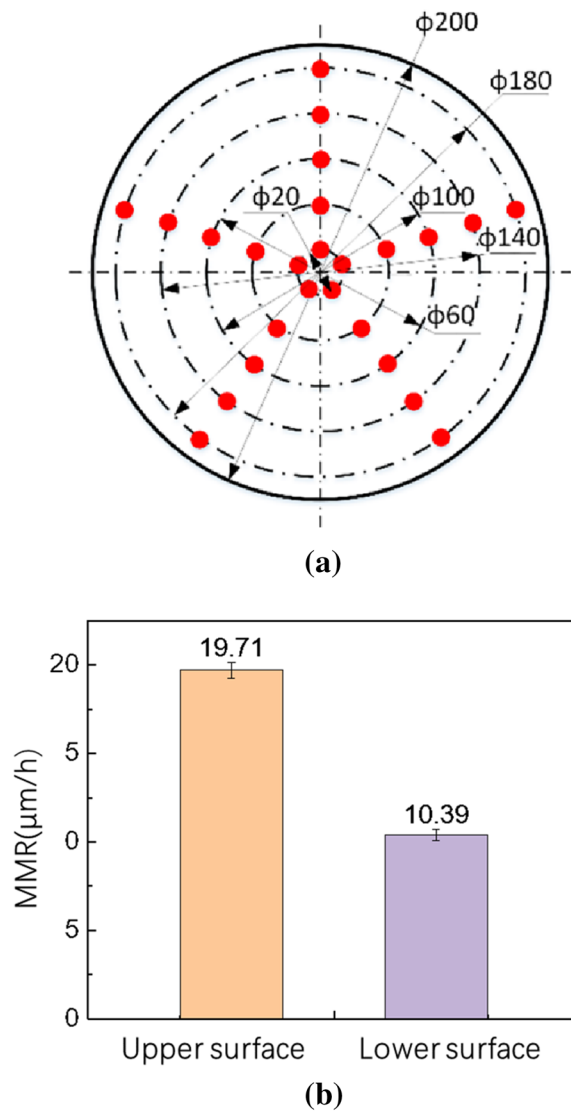 ϕ200
ϕ180
ϕ20
ϕ100
ϕ140
ϕ60
(a)
MMR(μm/h)
20
5
0
5
0
19.71
10.39
Upper surface
Lower surface
(b)